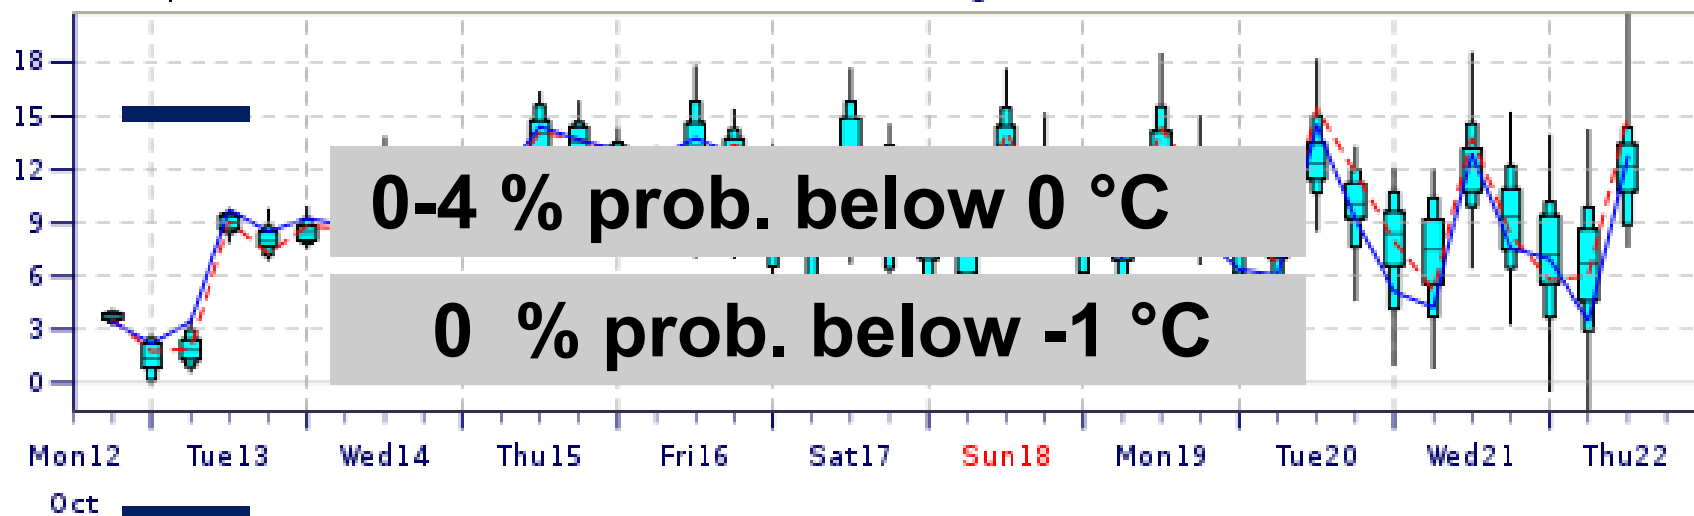 18
15
12
9
6
3
0
0-4 % prob. below 0 °C
0 % prob. below -1 °C
Mon12 Tue13 Wed14 Thu15 Fri16 Sat17 Sun18 Mon19 Tue20 Wed21 Thu22
Oct